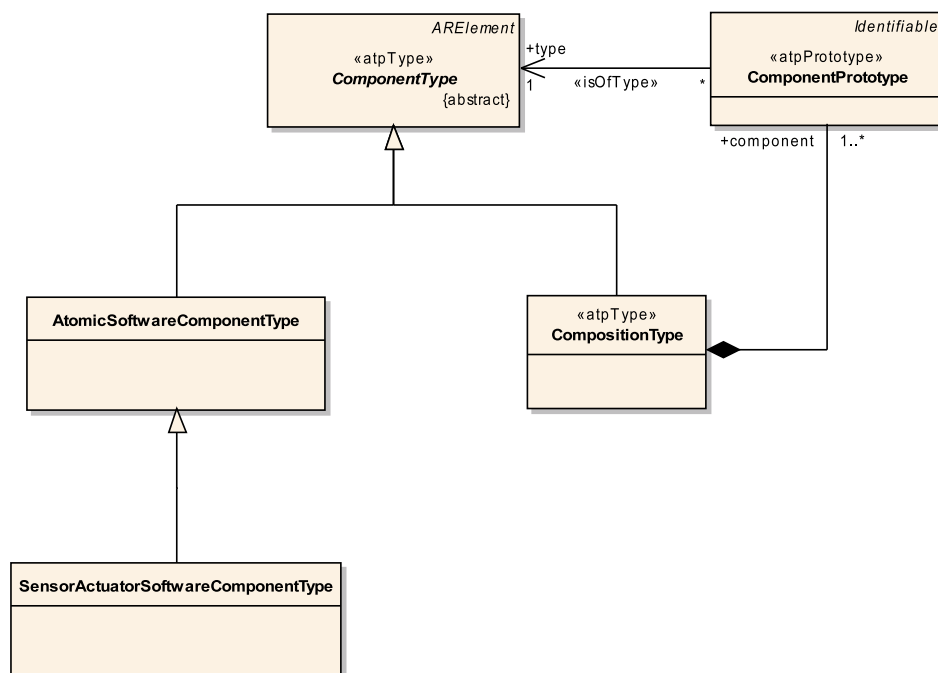 ARElement
«atpType»
ComponentType
{abstract}
+type
1
«isOfType»
*
Identifiable
«atpPrototype»
ComponentPrototype
+component
1..*
AtomicSoftwareComponentType
«atpType»
CompositionType
SensorActuatorSoftwareComponentType